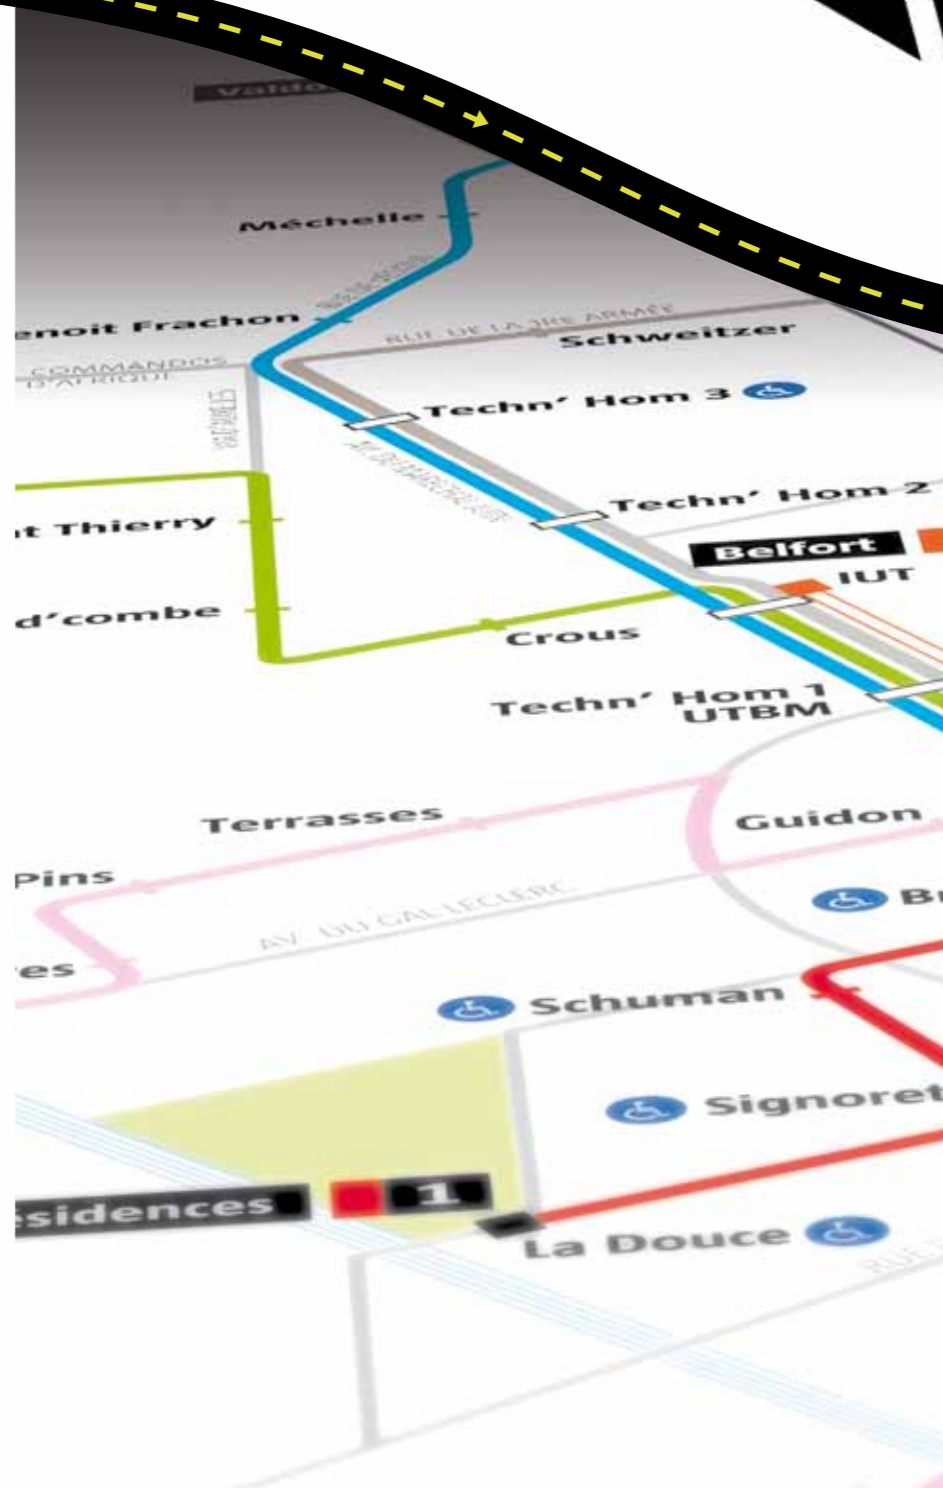 Méchelle
enoit Frachon
RUE DE LA 1RE ARMÉE
Schweitzer
COMMANDOS
D'AFRIQUE
Techn' Hom 3
Techn' Hom 2
t Thierry
Belfort
IUT
d'combe
Crous
Techn' Hom 1
UTBM
Terrasses
Guidon
Pins
AV. DU GAL LECLERC
es
Schuman
Signoret
ésidences 1
La Douce